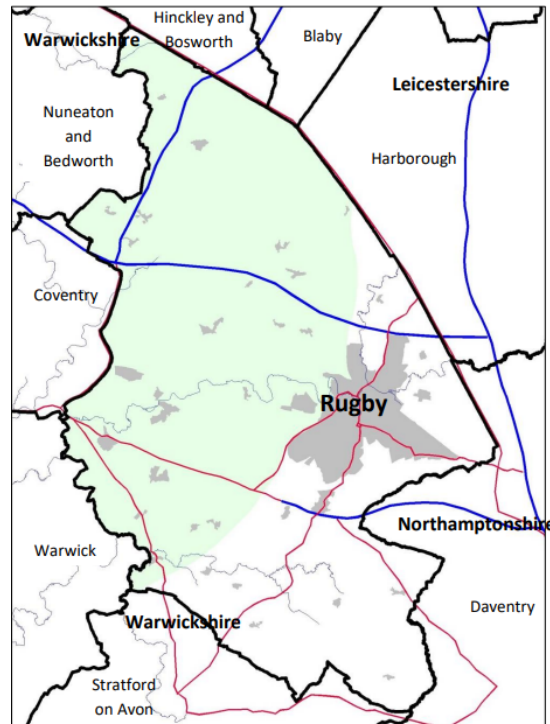 Hinckley and
Bosworth
Warwickshire
Blaby
Leicestershire
Nuneaton
and
Bedworth
Harborough
Coventry
Rugby
Northamptonshire
Warwick
Daventry
Warwickshire
Stratford
on Avon